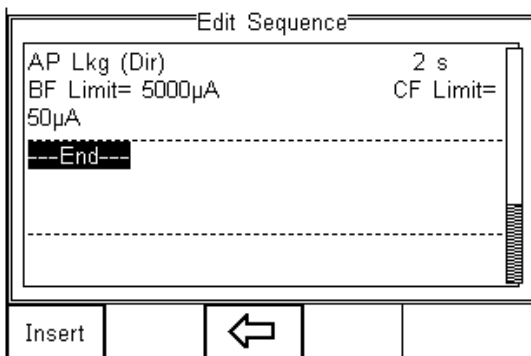 Edit Sequence
AP Lkg (Dir) 2 s
BF Limit= 5000µA CF Limit=
50µA
---End---
Insert